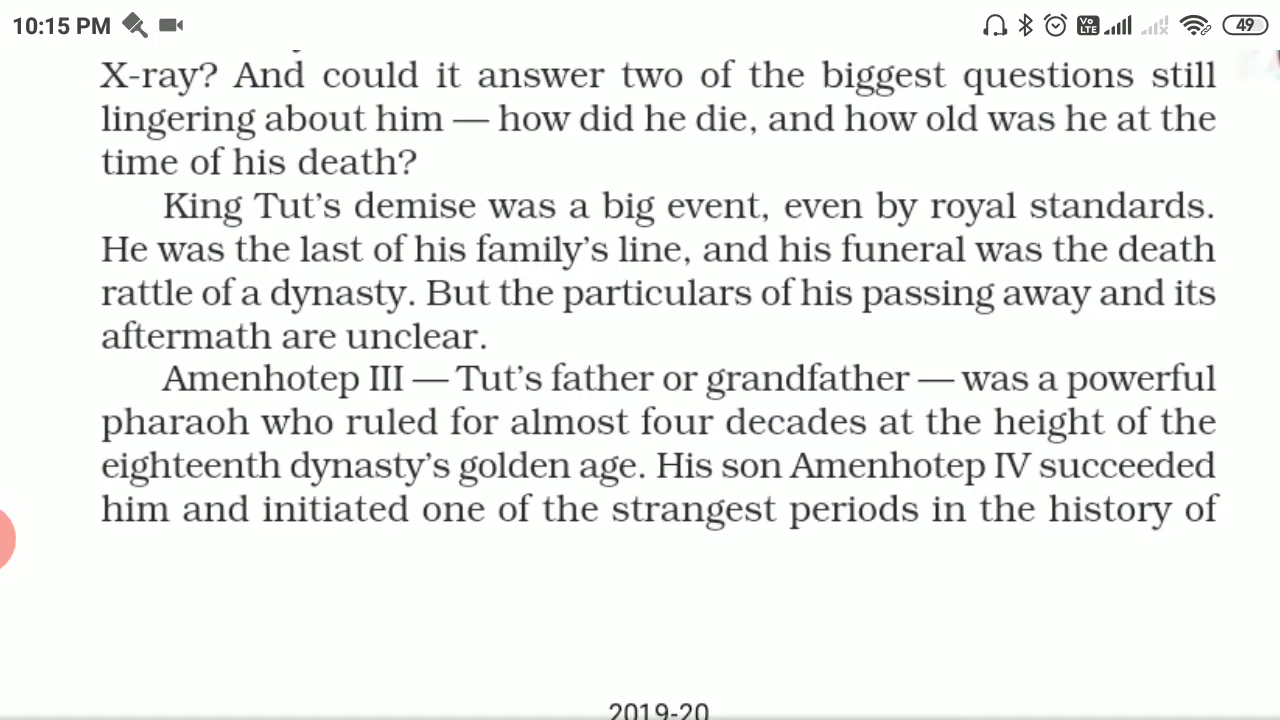 10:15 PM
Vo LTE
49
X-ray? And could it answer two of the biggest questions still
lingering about him — how did he die, and how old was he at the
time of his death?
King Tut's demise was a big event, even by royal standards.
He was the last of his family's line, and his funeral was the death
rattle of a dynasty. But the particulars of his passing away and its
aftermath are unclear.
Amenhotep III — Tut's father or grandfather — was a powerful
pharaoh who ruled for almost four decades at the height of the
eighteenth dynasty's golden age. His son Amenhotep IV succeeded
him and initiated one of the strangest periods in the history of
2019-20